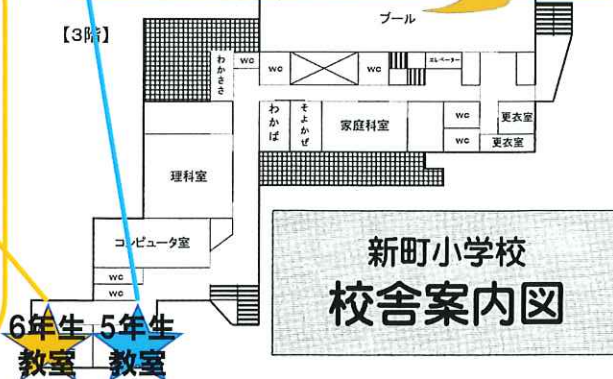 【3階】
プール
わかささ
wc
wc
wc
エレベーター
わかば
そよかぜ
家庭科室
wc
wc
更衣室
更衣室
理科室
コンピュータ室
wc
wc
6年生
教室
5年生
教室
新町小学校
校舎案内図